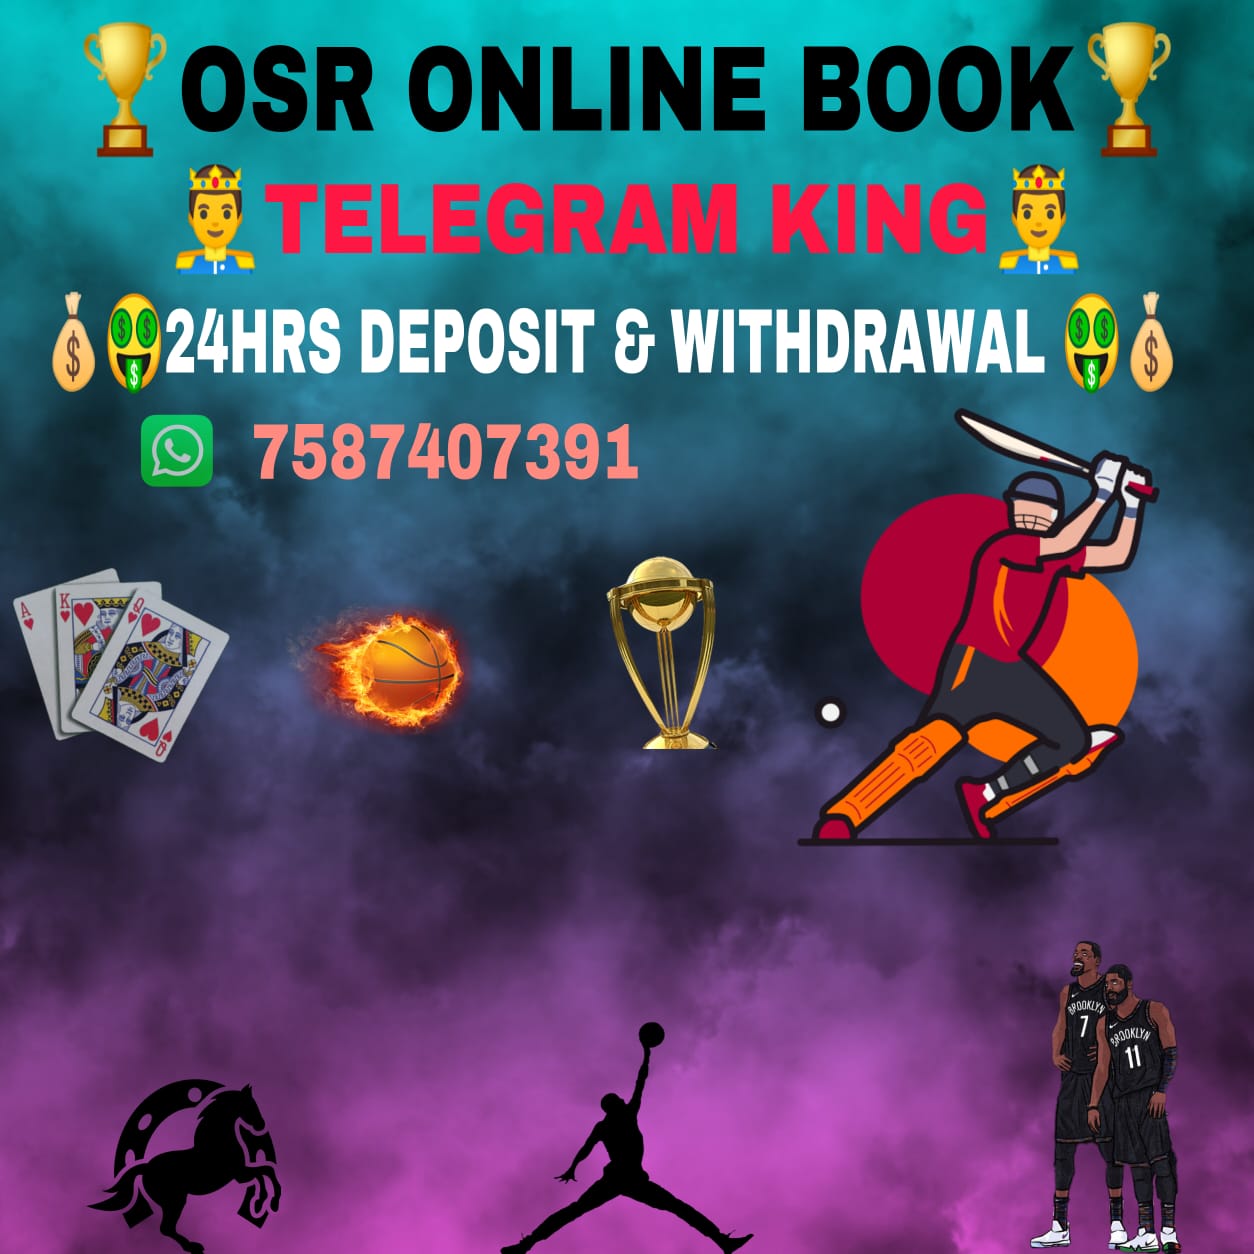 OSR ONLINE BOOK
TELEGRAM KING
24HRS DEPOSIT & WITHDRAWAL
7587407391
A
K
Q
Q
BROOKLYN
7
BROOKLYN
11